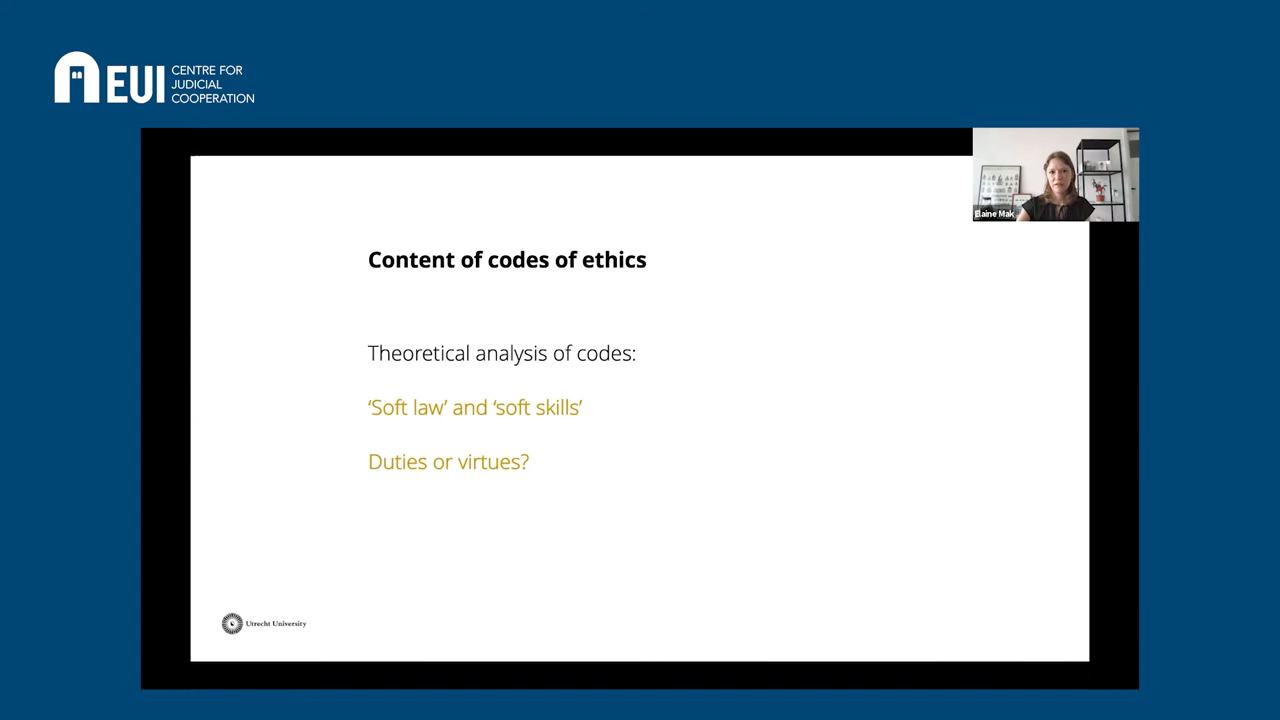 EUI
CENTRE FOR
JUDICIAL
COOPERATION
Elaine Mak
Content of codes of ethics
Theoretical analysis of codes:
‘Soft law’ and ‘soft skills’
Duties or virtues?
Utrecht University